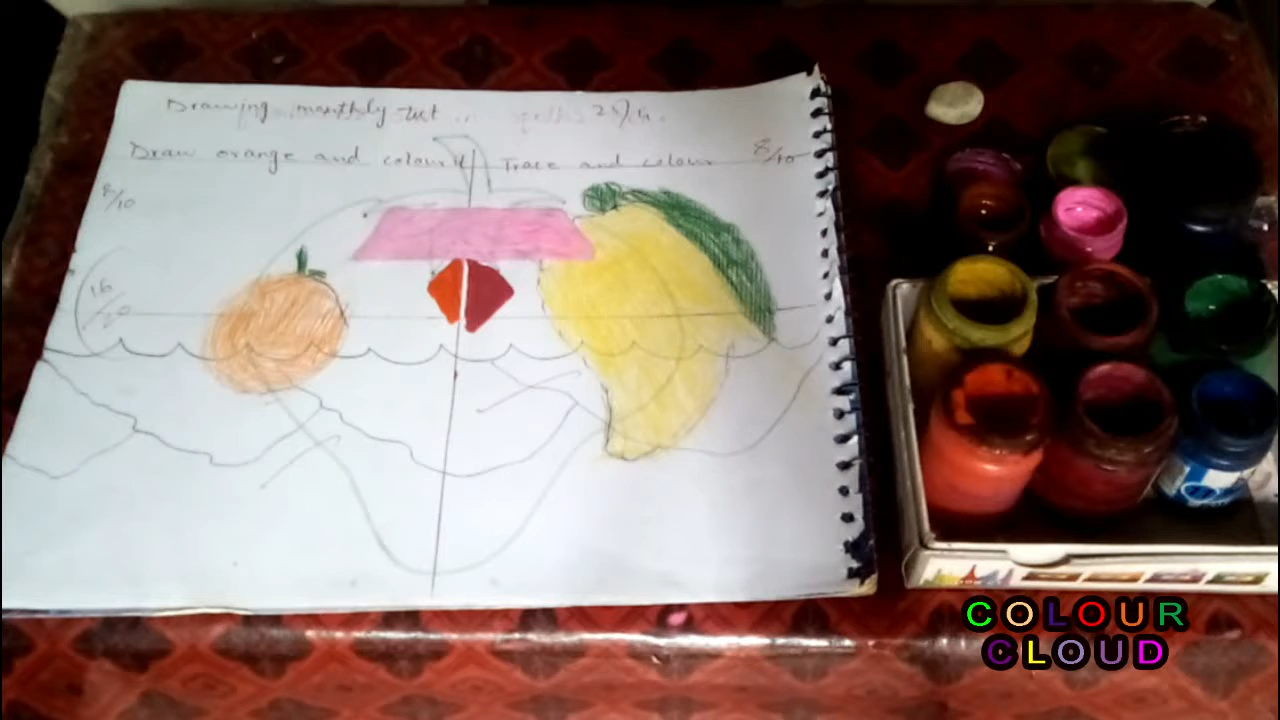 Drawing monthly test
Draw orange and colour it Trace and colour 8/10
8/10
16/20
COLOUR
CLOUD